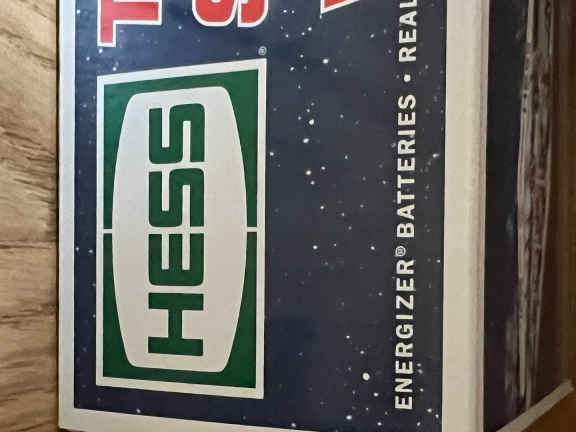 HESS®
ENERGIZER® BATTERIES • REAL